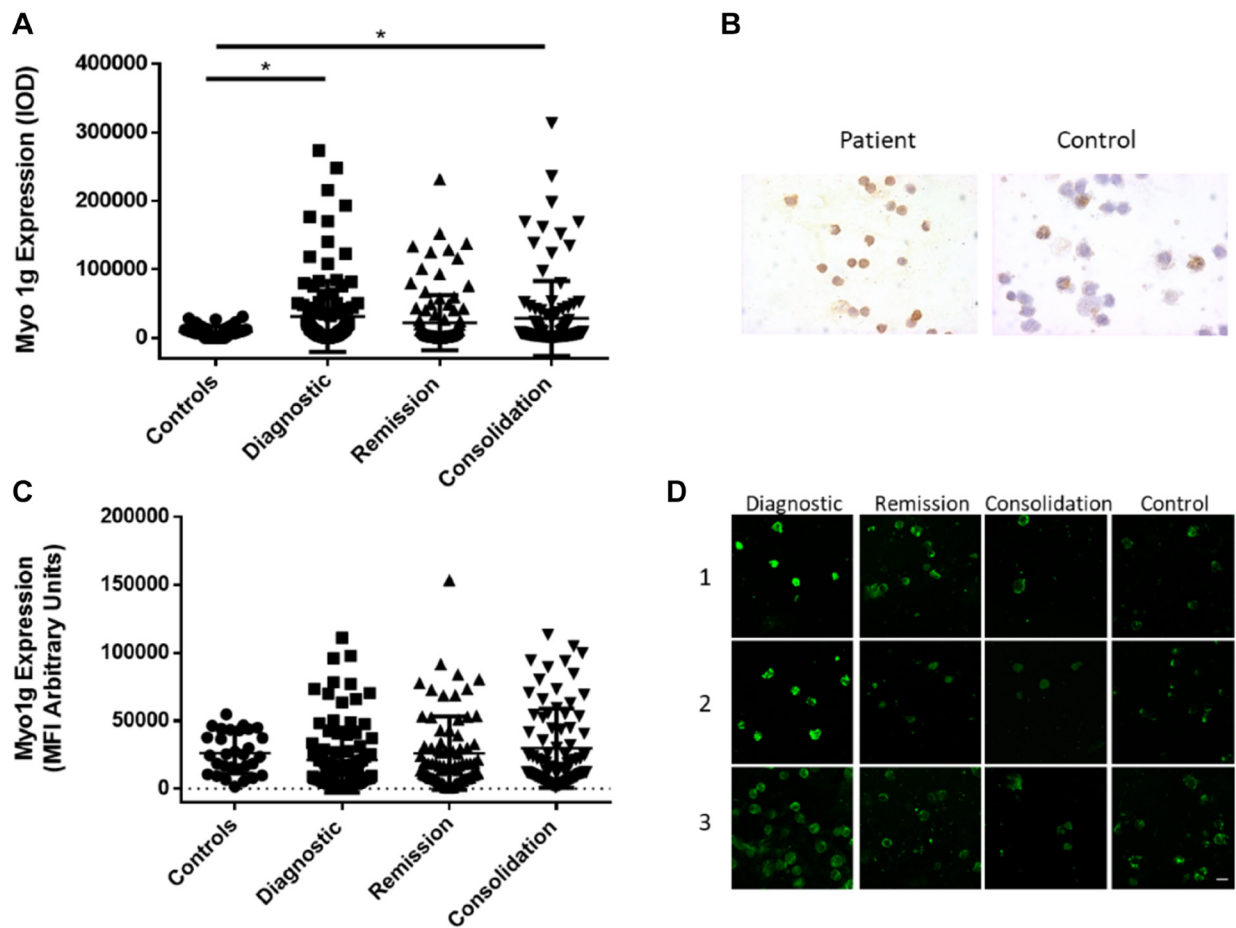 A
*
*
Myo 1g Expression (IOD)
400000
300000
200000
100000
0
Controls
Diagnostic
Remission
Consolidation
B
Patient
Control
C
Myo1g Expression
(MFI Arbitrary Units)
200000
150000
100000
50000
0
Controls
Diagnostic
Remission
Consolidation
D
Diagnostic Remission Consolidation Control
1
2
3